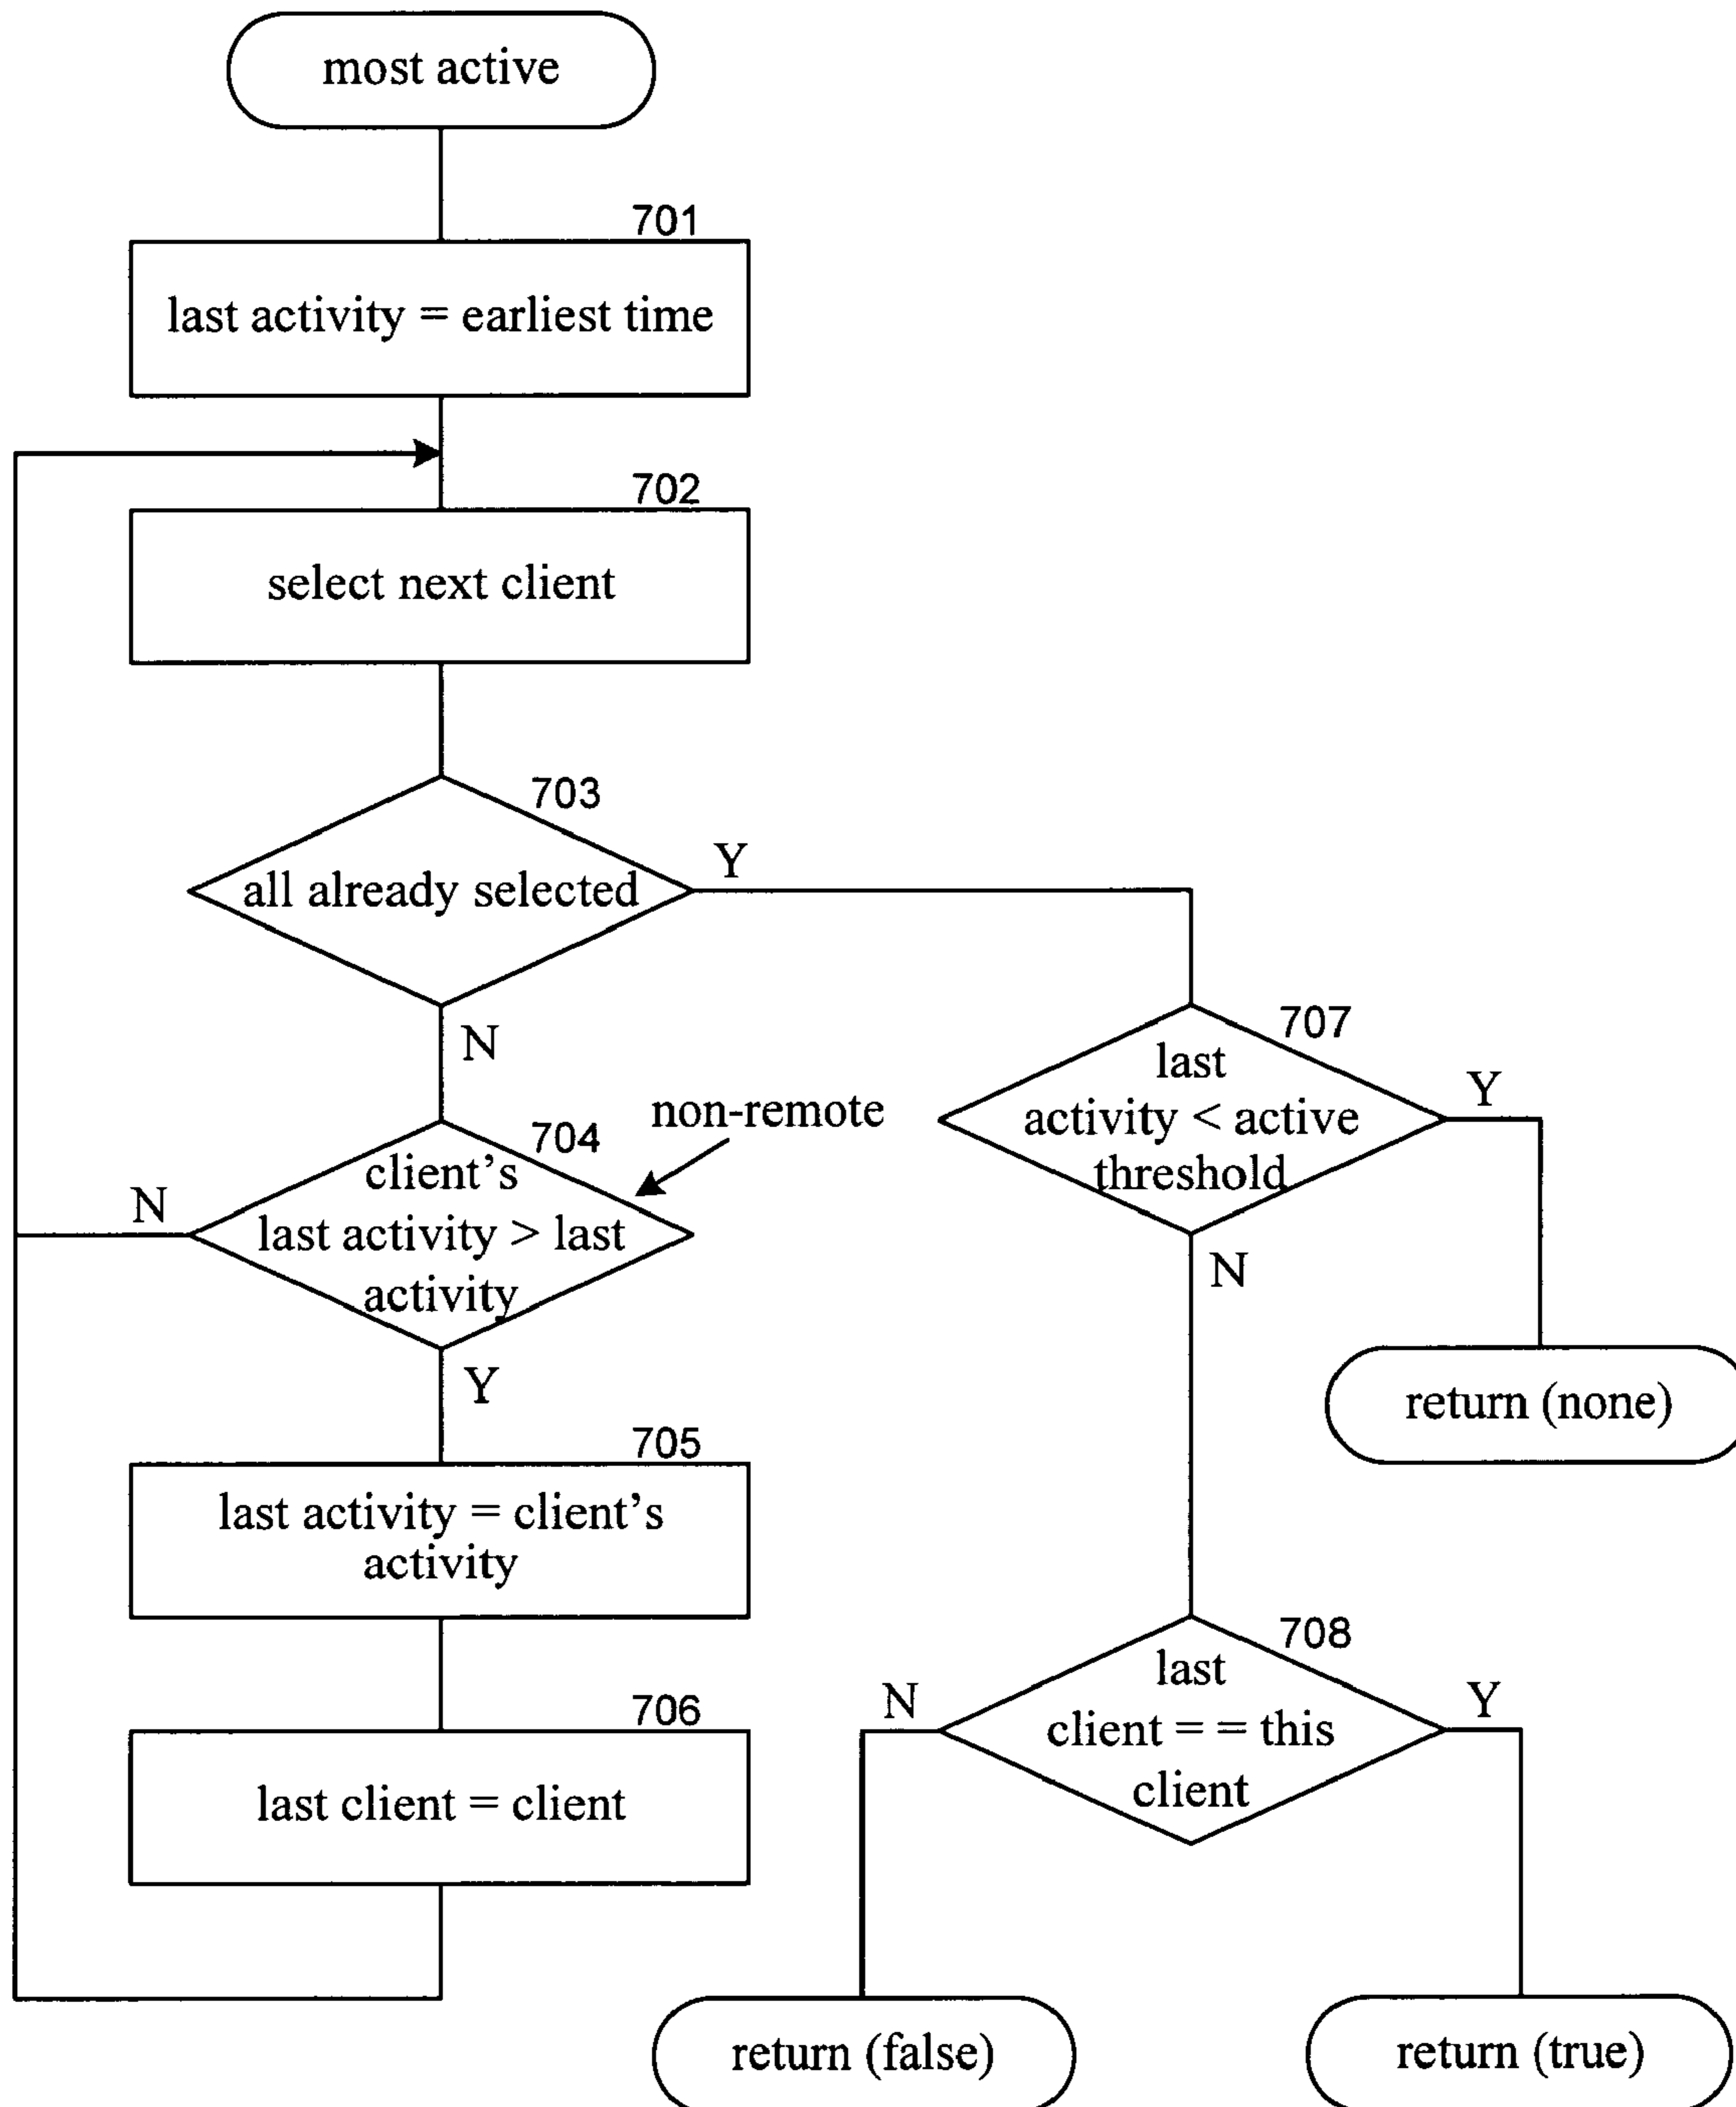 most active
701
last activity = earliest time
702
select next client
703
all already selected
Y
N
707
last
activity < active
threshold
Y
N
non-remote
704
client's
last activity > last
activity
N
Y
return (none)
705
last activity = client's
activity
706
last client = client
708
last
client = = this
client
N
Y
return (false)
return (true)